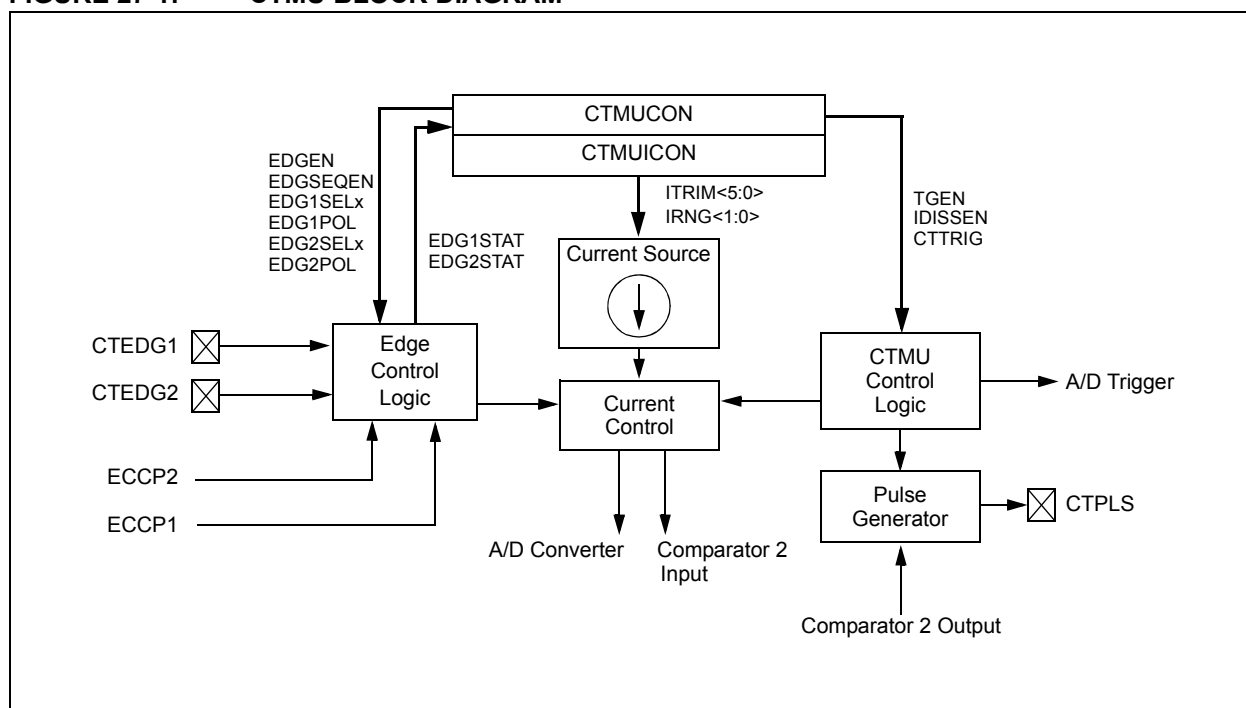 CTMUCON
CTMUICON
EDGEN
EDGSEQEN
EDG1SELx
EDG1POL
EDG2SELx
EDG2POL
EDG1STAT
EDG2STAT
ITRIM<5:0>
IRNG<1:0>
TGEN
IDISSEN
CTTRIG
Current Source
CTEDG1
CTEDG2
Edge
Control
Logic
Current
Control
CTMU
Control
Logic
A/D Trigger
ECCP2
ECCP1
Pulse
Generator
CTPLS
A/D Converter
Comparator 2
Input
Comparator 2 Output